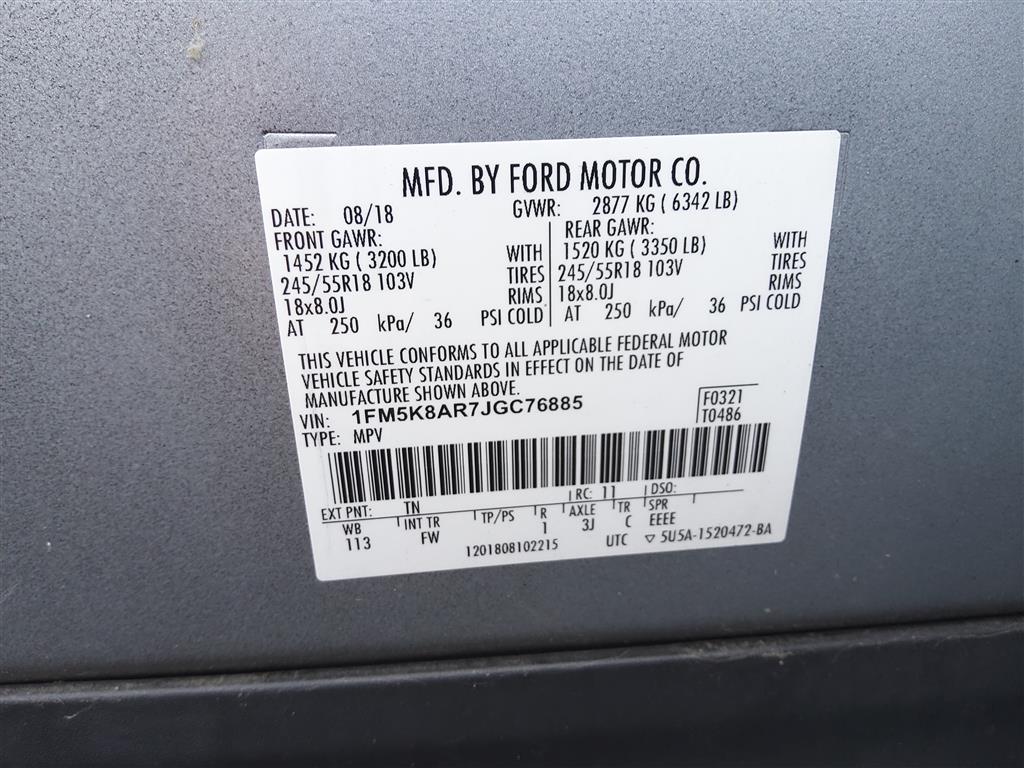 MFD. BY FORD MOTOR CO.
DATE: 08/18 GVWR: 2877 KG ( 6342 LB)
FRONT GAWR:
1452 KG ( 3200 LB) WITH
245/55R18 103V TIRES
18x8.0J RIMS
AT 250 kPa/ 36 PSI COLD
REAR GAWR:
1520 KG ( 3350 LB) WITH
245/55R18 103V TIRES
18x8.0J RIMS
AT 250 kPa/ 36 PSI COLD
THIS VEHICLE CONFORMS TO ALL APPLICABLE FEDERAL MOTOR
VEHICLE SAFETY STANDARDS IN EFFECT ON THE DATE OF
MANUFACTURE SHOWN ABOVE.
VIN: 1FM5K8AR7JGC76885 F0321
TYPE: MPV T0486
EXT PNT: TN RC: 11 DSO:
WB INT TR TP/PS R AXLE TR SPR
113 FW 1 3J C EEEE
1201808102215 UTC ▽ 5U5A-1520472-BA